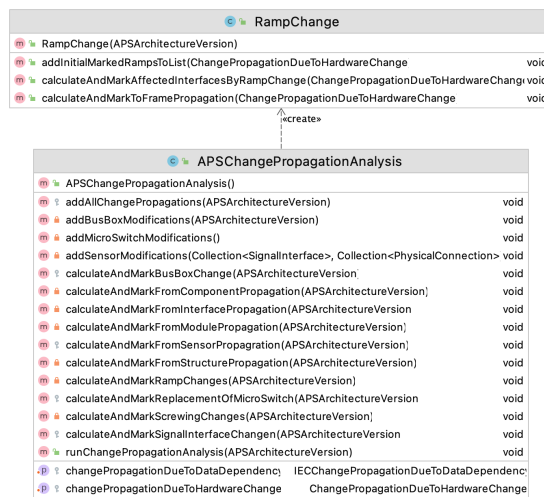 RampChange
RampChange(APSArchitectureVersion)
addInitialMarkedRampsToList(ChangePropagationDueToHardwareChange void
calculateAndMarkAffectedInterfacesByRampChange(ChangePropagationDueToHardwareChange void
calculateAndMarkToFramePropagation(ChangePropagationDueToHardwareChange void
«create»
APSChangePropagationAnalysis
APSChangePropagationAnalysis()
addAllChangePropagations(APSArchitectureVersion) void
addBusBoxModifications(APSArchitectureVersion) void
addMicroSwitchModifications() void
addSensorModifications(Collection<SignalInterface>, Collection<PhysicalConnection> void
calculateAndMarkBusBoxChange(APSArchitectureVersion) void
calculateAndMarkFromComponentPropagation(APSArchitectureVersion) void
calculateAndMarkFromInterfacePropagation(APSArchitectureVersion void
calculateAndMarkFromModulePropagation(APSArchitectureVersion) void
calculateAndMarkFromSensorPropragration(APSArchitectureVersion) void
calculateAndMarkFromStructurePropagation(APSArchitectureVersion) void
calculateAndMarkRampChanges(APSArchitectureVersion) void
calculateAndMarkReplacementOfMicroSwitch(APSArchitectureVersion void
calculateAndMarkScrewingChanges(APSArchitectureVersion) void
calculateAndMarkSignalInterfaceChangen(APSArchitectureVersion void
runChangePropagationAnalysis(APSArchitectureVersion) void
changePropagationDueToDataDependency IECChangePropagationDueToDataDependency
changePropagationDueToHardwareChange ChangePropagationDueToHardwareChange